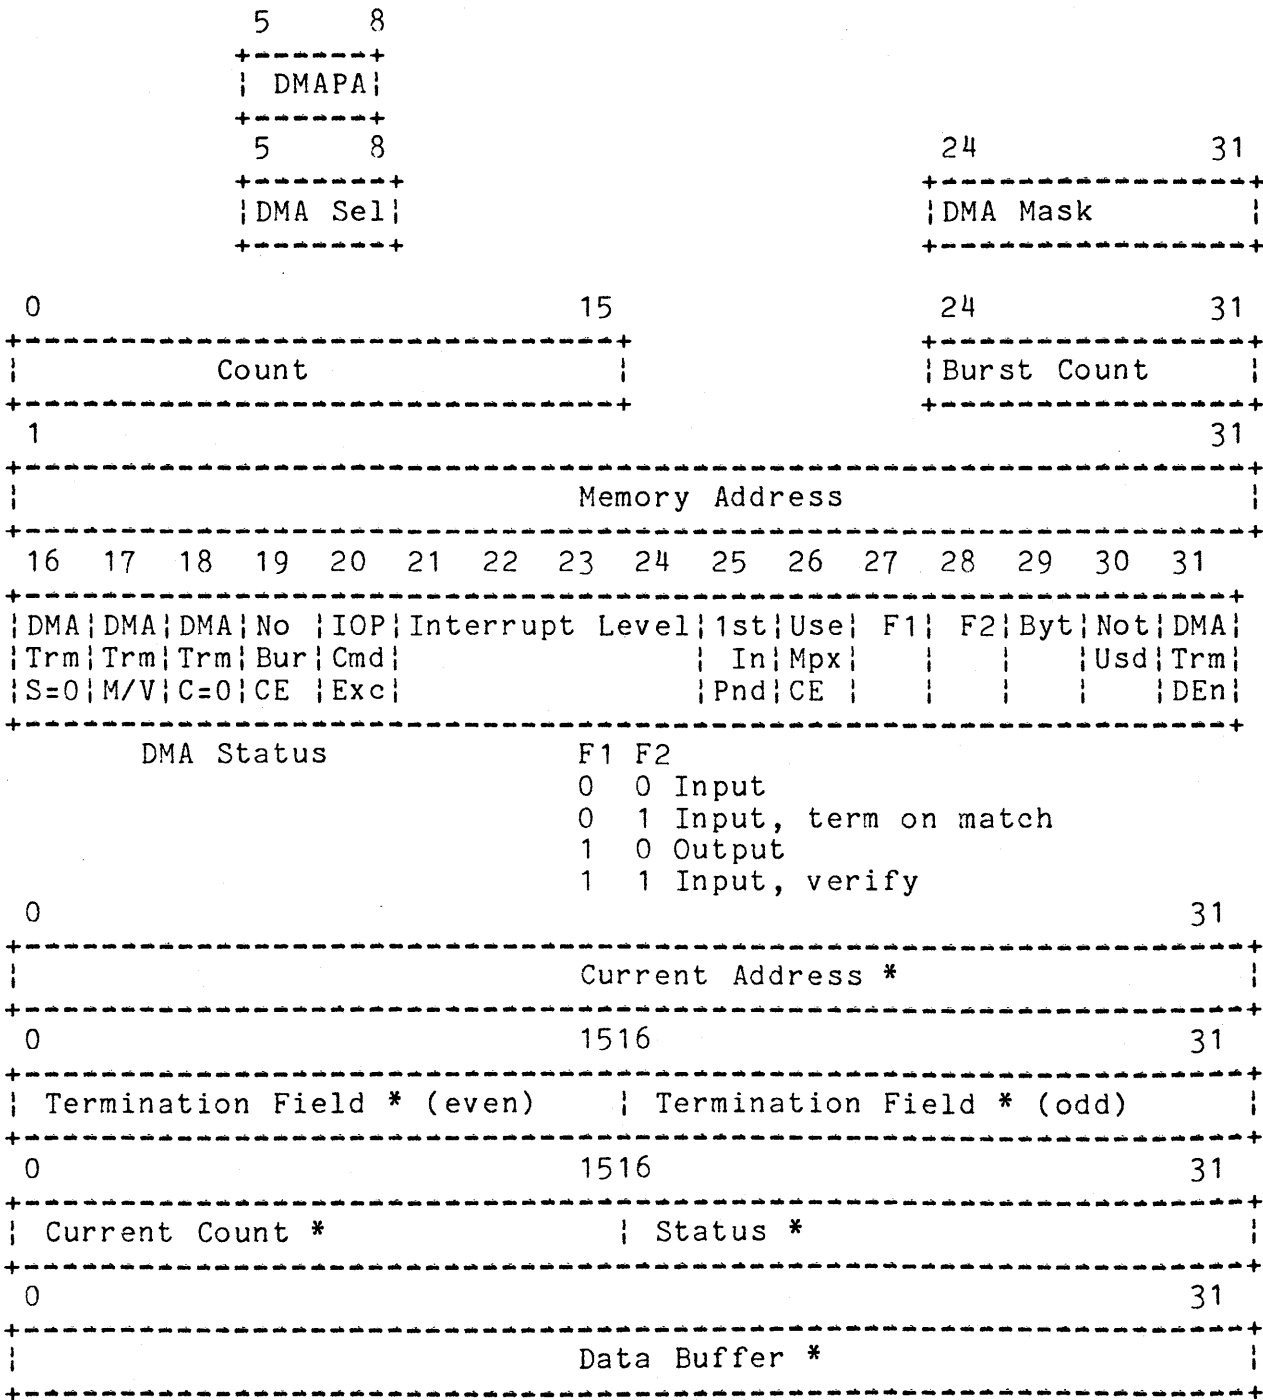 5 8
+-------+
| DMAPA|
+-------+
5 8 24 31
+--------+ +-----------------+
|DMA Sel| |DMA Mask |
+--------+ +-----------------+
0 15 24 31
+--------------------------------+ +-----------------+
| Count | |Burst Count |
+--------------------------------+ +-----------------+
1 31
+------------------------------------------------------------------+
| Memory Address |
+------------------------------------------------------------------+
16 17 18 19 20 21 22 23 24 25 26 27 28 29 30 31
+-----------------------------------------------------------------+
|DMA|DMA|DMA|No |IOP|Interrupt Level|1st|Use| F1| F2|Byt|Not|DMA|
|Trm|Trm|Trm|Bur|Cmd| | In|Mpx| | | |Usd|Trm|
|S=0|M/V|C=0|CE |Exc| |Pnd|CE | | | | |DEn|
+-----------------------------------------------------------------+
DMA Status F1 F2
0 0 Input
0 1 Input, term on match
1 0 Output
1 1 Input, verify
0 31
+------------------------------------------------------------------+
| Current Address * |
+------------------------------------------------------------------+
0 1516 31
+------------------------------------------------------------------+
| Termination Field * (even) | Termination Field * (odd) |
+------------------------------------------------------------------+
0 1516 31
+------------------------------------------------------------------+
| Current Count * | Status * |
+------------------------------------------------------------------+
0 31
+------------------------------------------------------------------+
| Data Buffer * |
+------------------------------------------------------------------+